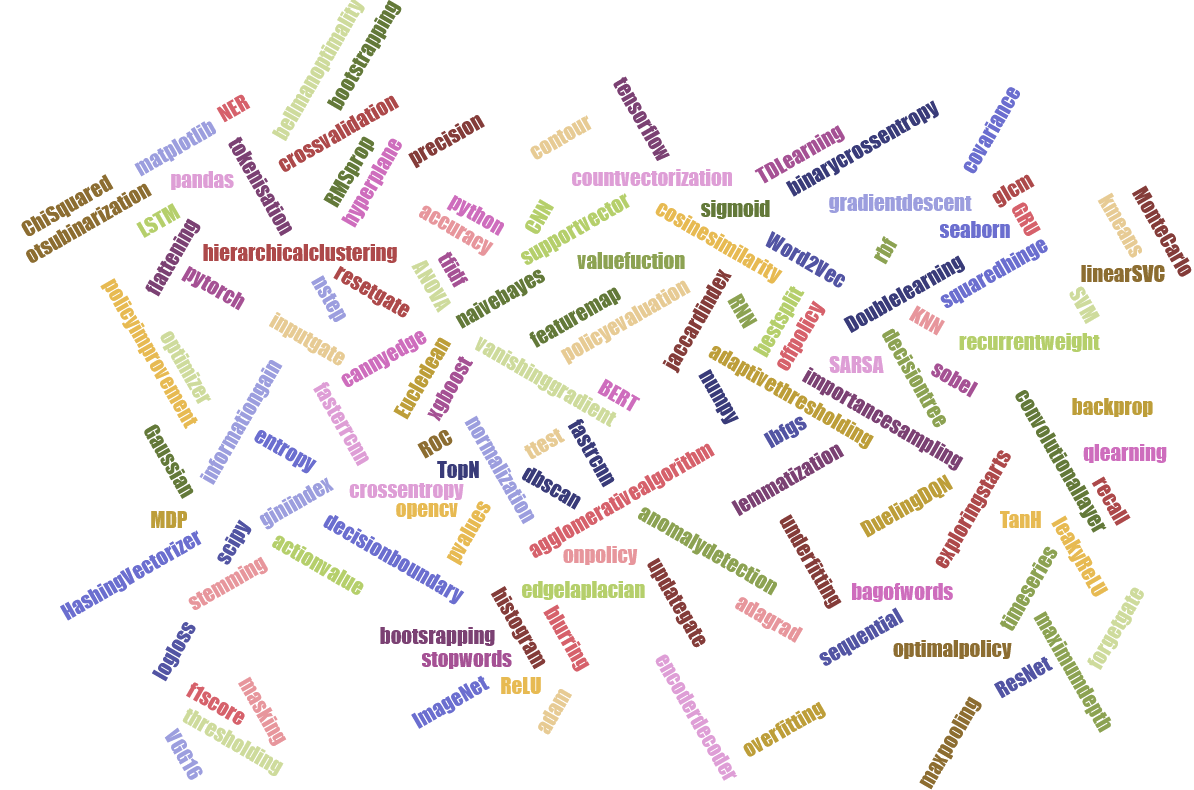 bellmanoptimality
bootstrapping
NER
matplotlib
crossvalidation
precision
contour
tensorflow
TDLearning
binarycrossentropy
covariance
ChiSquared
otsubinarization
pandas
tokenisation
RMSprop
hyperplane
countvectorization
glcm
GRU
kmeans
MonteCarlo
LSTM
flattening
python
accuracy
CNN
supportvector
cosinesimilarity
sigmoid
gradientdescent
seaborn
hierarchicalclustering
pytorch
nstep
resetgate
tfidf
naivebayes
valuefuction
Word2Vec
rbf
Doublelearning
squaredhinge
linearSVC
SVM
policyimprovement
optimizer
inputgate
cannyedge
featuremap
policyevaluation
jaccardindex
RNN
bestsplit
offpolicy
KNN
recurrentweight
informationgain
fasterrcnn
Eucledean
xgboost
vanishinggradient
BERT
numpy
adaptivethresholding
SARSA
importancesampling
decisiontree
sobel
backprop
Gaussian
entropy
ROC
TopN
normalization
ttest
fastrcnn
lbfgs
convolutionallayer
qlearning
giniindex
crossentropy
opencv
dbscan
agglomerativealgorithm
lemmatization
DuelingDQN
exploringstarts
recall
MDP
HashingVectorizer
scipy
actionvalue
decisionboundary
pvalues
onpolicy
anomalydetection
underfitting
TanH
leakyReLU
stemming
edgelaplacian
updategate
adagrad
bagofwords
timeseries
forgetgate
logloss
bootsrapping
stopwords
histogram
blurring
sequential
optimalpolicy
ResNet
maximumdepth
f1score
masking
thresholding
VGG16
ImageNet
ReLU
adam
encoderdecoder
overfitting
maxpooling